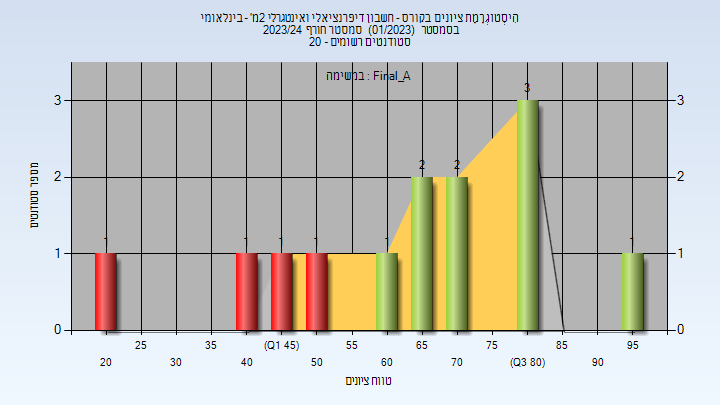 הִיסְטוֹגְרָמַת ציונים בקורס - חשבון דיפרנציאלי ואינטגרלי 2מ' - בינלאומי
בסמסטר (01/2023) סמסטר חורף 2023/24
סטודנטים רשומים - 20
במשימה : Final_A
מספר סטודנטים
3 3
2 2
1 1
0 0
1 1 1 1 1 2 2 3 1
25 35 (Q1 45) 55 65 75 85 95
20 30 40 50 60 70 (Q3 80) 90
טווח ציונים